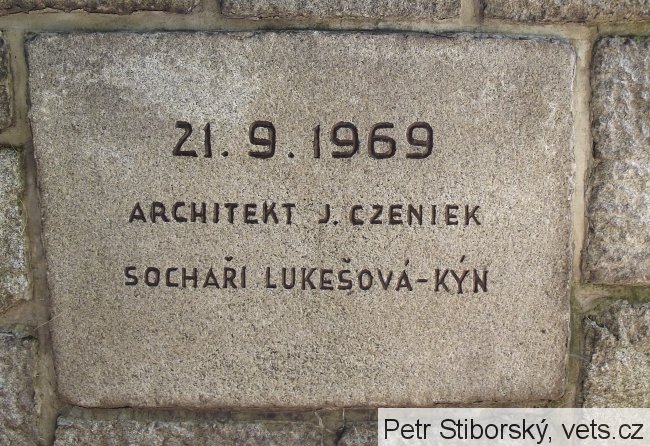 21. 9. 1969
ARCHITEKT J. CZENIEK
SOCHAŘI LUKEŠOVÁ-KÝN
Petr Stiborský, vets.cz